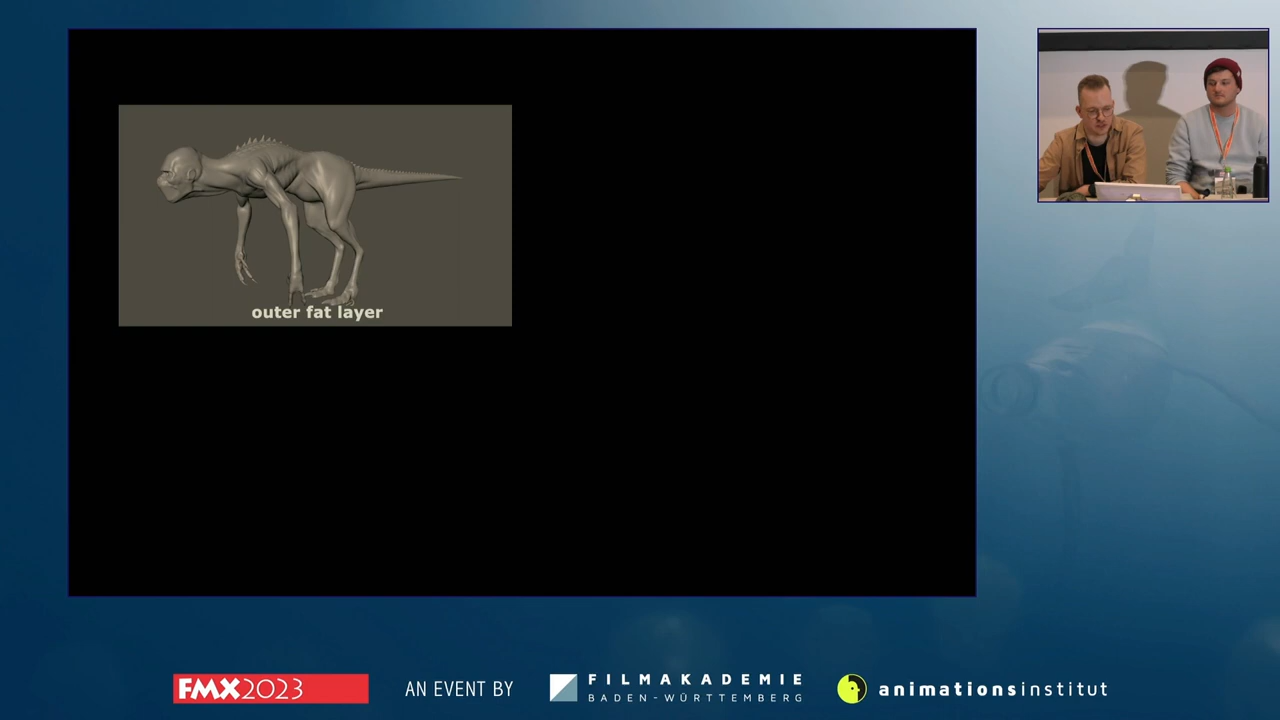 outer fat layer
FMX2023
AN EVENT BY
FILMAKADEMIE
BADEN-WÜRTTEMBERG
animationsinstitut